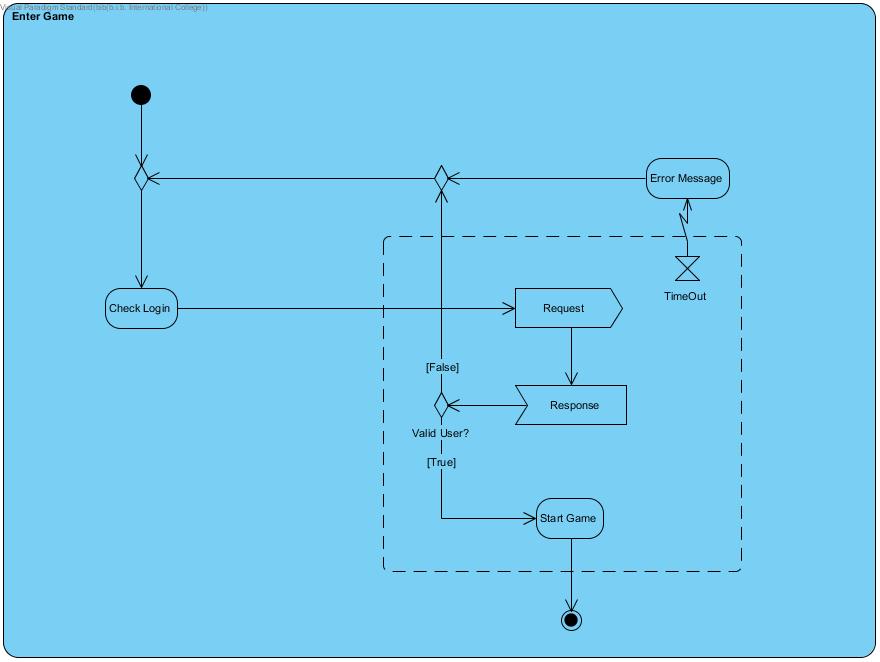 Visual Paradigm Standard(lab(b.i.b. International College))
Enter Game
Error Message
TimeOut
Check Login
Request
[False]
Response
Valid User?
[True]
Start Game